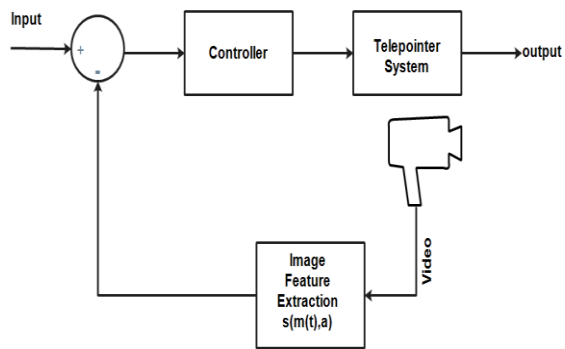 Input
+
-
Controller
Telepointer
System
output
Video
Image
Feature
Extraction
s(m(t),a)